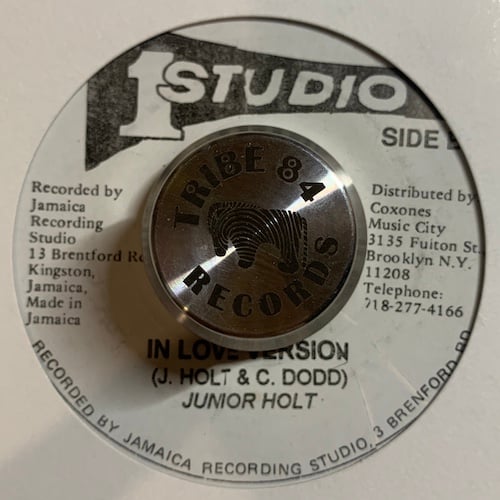 1 STUDIO
SIDE
TRIBE 84
RECORDS
Recorded by
Jamaica
Recording
Studio
13 Brentford
Kingston,
Jamaica,
Made in
Jamaica
Distributed by
Coxones
Music City
3135 Fulton St.
Brooklyn N.Y.
11208
Telephone:
718-277-4166
IN LOVE VERSION
(J. HOLT & C. DODD)
JUNIOR HOLT
RECORDED BY JAMAICA RECORDING STUDIO, 3 BRENFORD RD